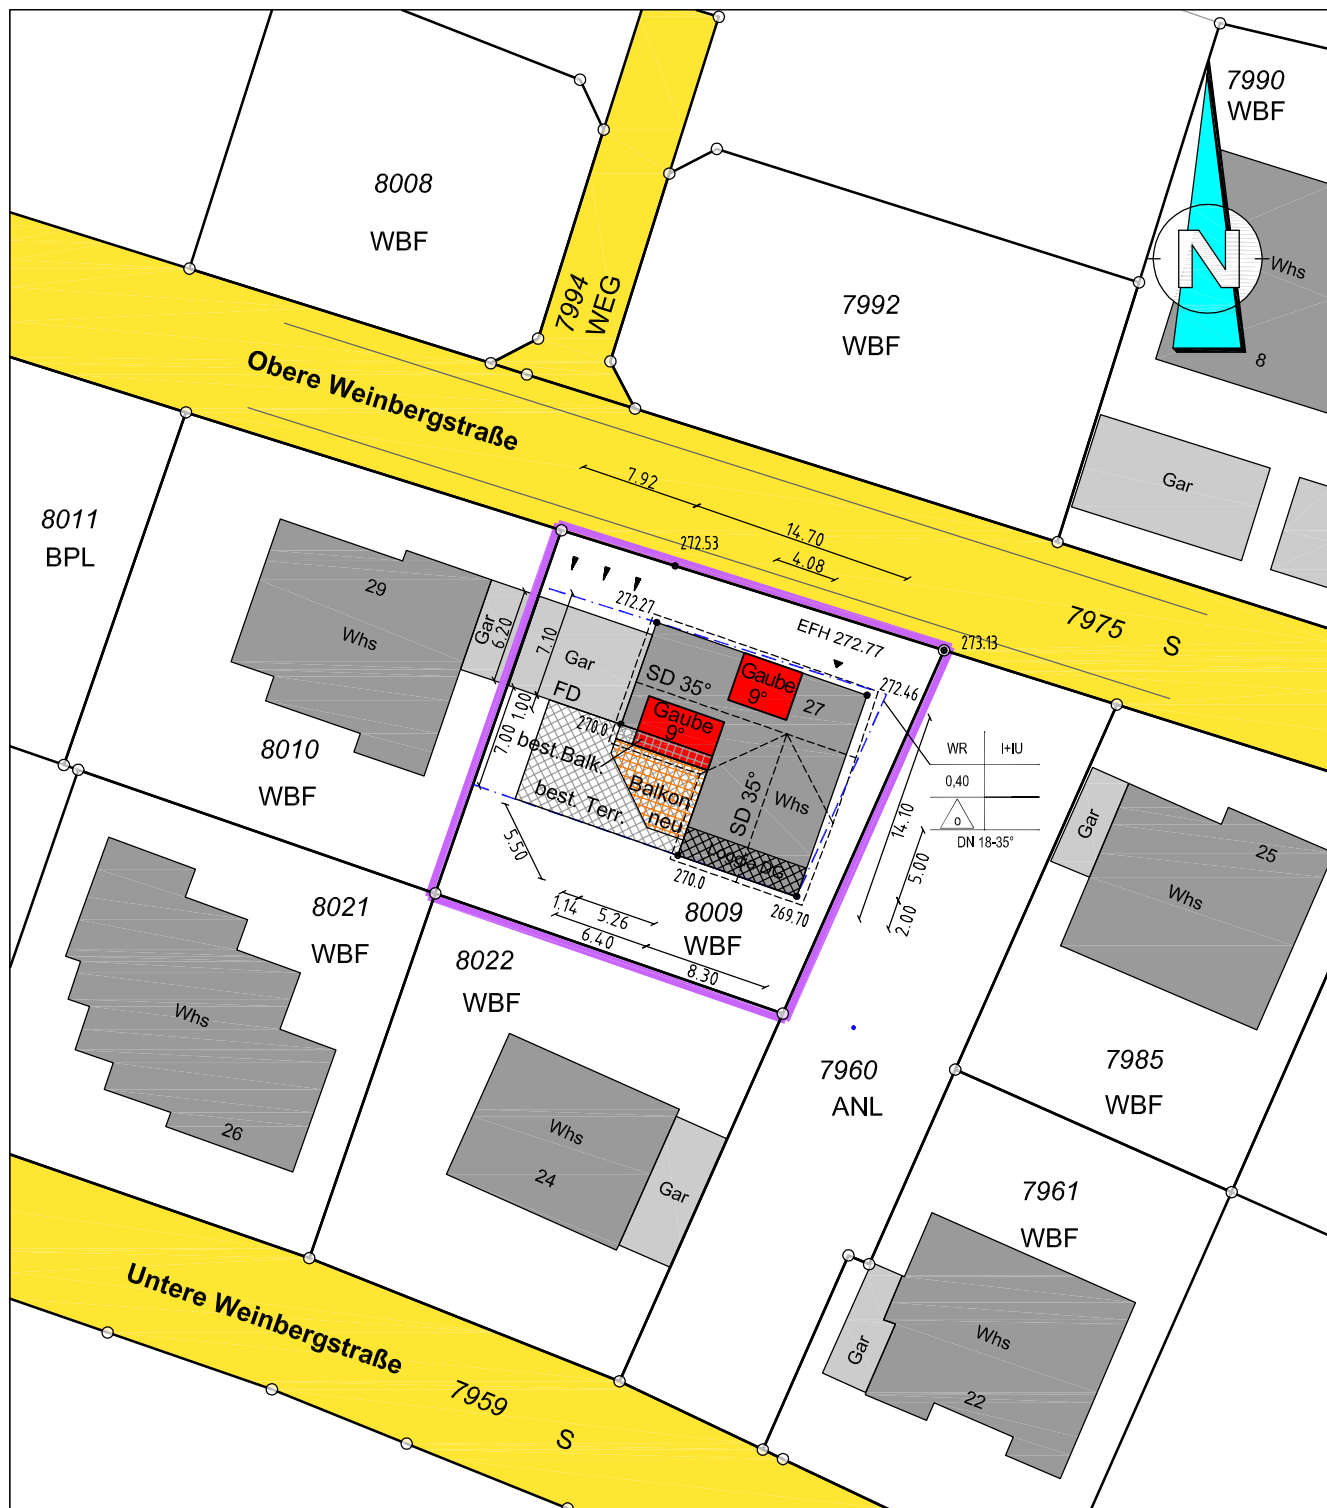 7990
WBF
8008
WBF
7994
WEG
N
Whs
7992
WBF
8
Obere Weinbergstraße
Gar
7.92
14.70
4.08
8011
BPL
272.53
29
Whs
Gar
6.20
7.10
272.27
EFH 272.77
7975 S
273.13
Gar
FD
SD 35°
Gaube
9°
27
272.46
Gaube
9°
270.0
1.00
7.00
best.Balk.
best. Terr.
Balkon
neu
SD 35°
Whs
WR
I+IU
0,40
o
DN 18-35°
8010
WBF
14.10
5.00
2.00
Gar
25
Whs
5.50
270.0
269.70
1.14
5.26
6.40
8.30
8009
WBF
8021
WBF
8022
WBF
Whs
26
Whs
24
Gar
7960
ANL
7985
WBF
7961
WBF
Gar
Whs
22
Untere Weinbergstraße
7959 S